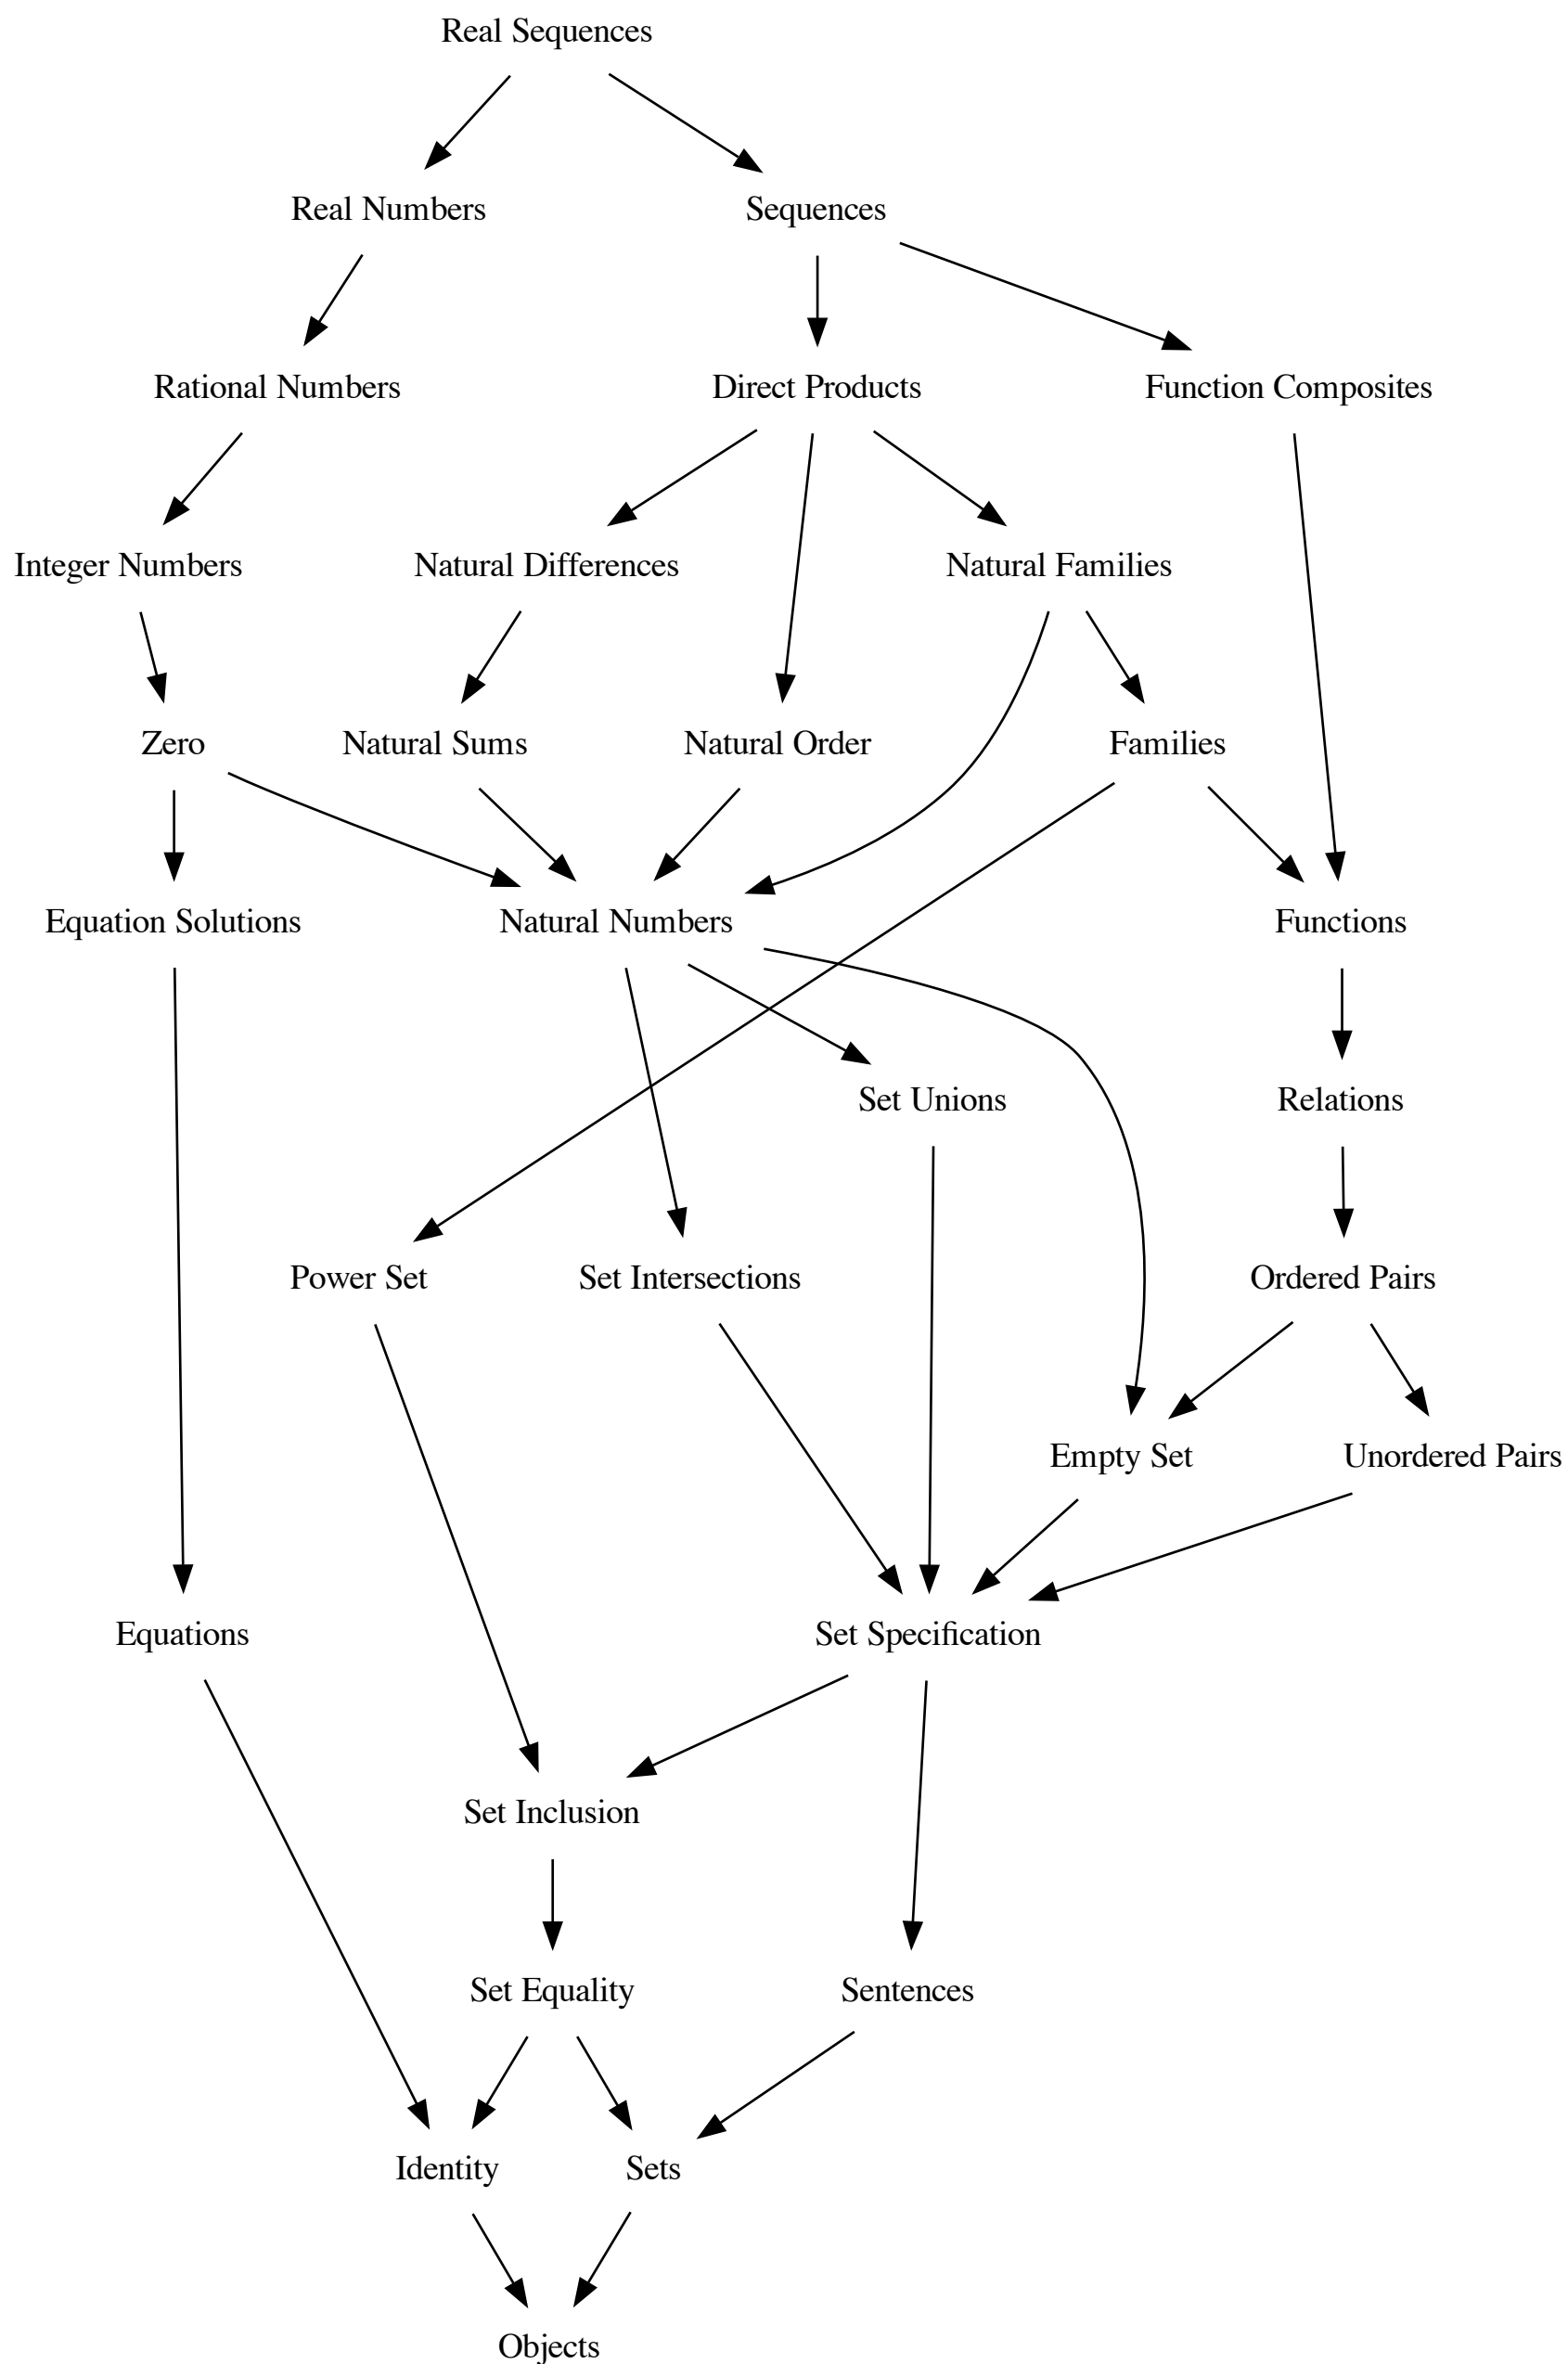 Real Sequences
Real Numbers
Sequences
Rational Numbers
Direct Products
Function Composites
Integer Numbers
Natural Differences
Natural Families
Zero
Natural Sums
Natural Order
Families
Equation Solutions
Natural Numbers
Functions
Set Unions
Relations
Power Set
Set Intersections
Ordered Pairs
Empty Set
Unordered Pairs
Equations
Set Specification
Set Inclusion
Set Equality
Sentences
Identity
Sets
Objects